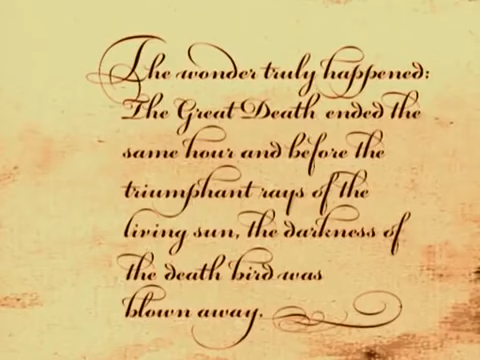 The wonder truly happened:
The Great Death ended the
same hour and before the
triumphant rays of the
living sun, the darkness of
the death bird was
blown away.